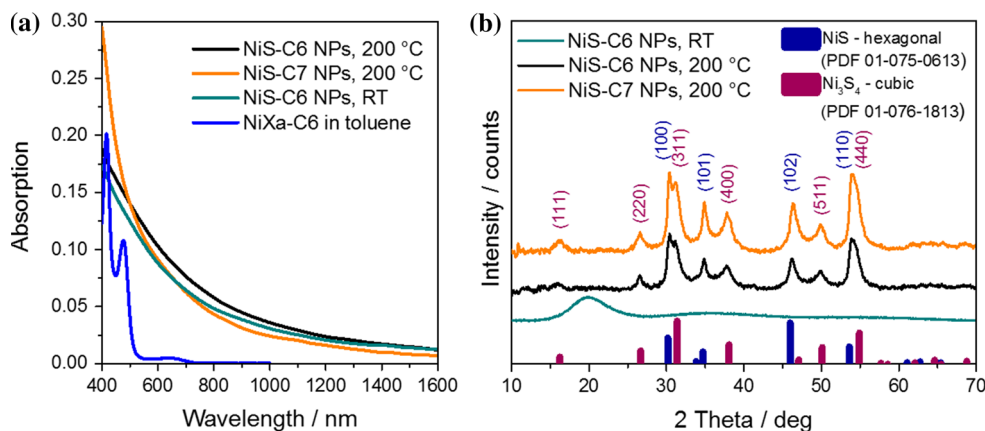 (a)
0.30
0.25
0.20
0.15
0.10
0.05
0.00
Absorption
NiS-C6 NPs, 200 °C
NiS-C7 NPs, 200 °C
NiS-C6 NPs, RT
NiXa-C6 in toluene
400 600 800 1000 1200 1400 1600
Wavelength / nm
(b)
Intensity / counts
NiS-C6 NPs, RT
NiS-C6 NPs, 200 °C
NiS-C7 NPs, 200 °C
NiS - hexagonal
(PDF 01-075-0613)
Ni₃S₄ - cubic
(PDF 01-076-1813)
(111)
(220)
(100)
(311)
(101)
(400)
(102)
(511)
(110)
(440)
10 20 30 40 50 60 70
2 Theta / deg